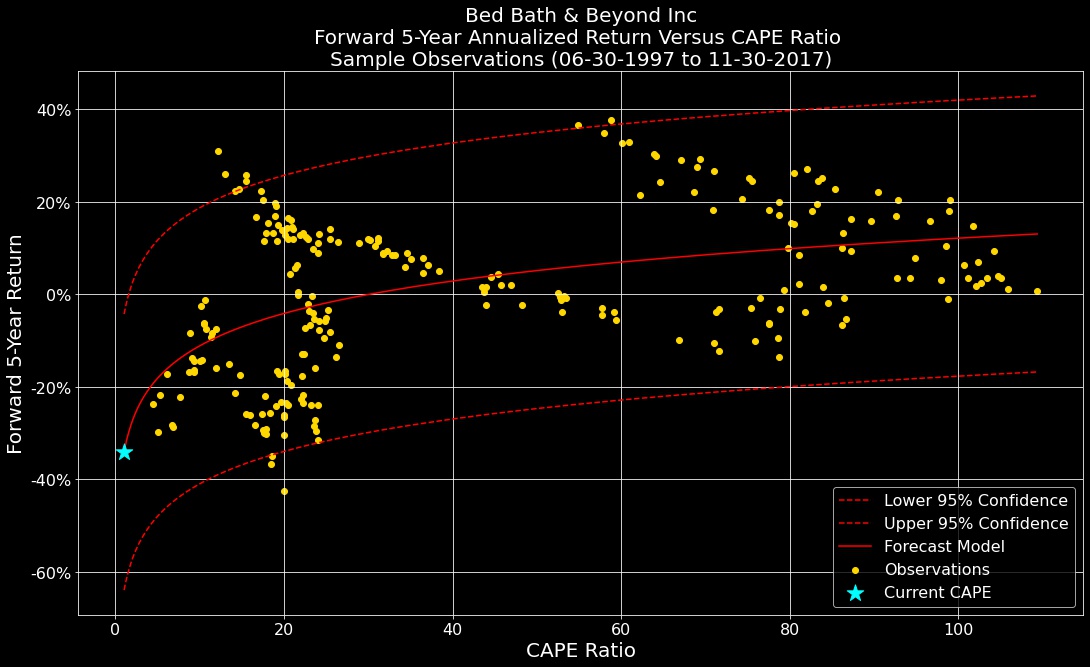 Bed Bath & Beyond Inc
Forward 5-Year Annualized Return Versus CAPE Ratio
Sample Observations (06-30-1997 to 11-30-2017)
Forward 5-Year Return
40%
20%
0%
-20%
-40%
-60%
Lower 95% Confidence
Upper 95% Confidence
Forecast Model
Observations
Current CAPE
0 20 40 60 80 100
CAPE Ratio